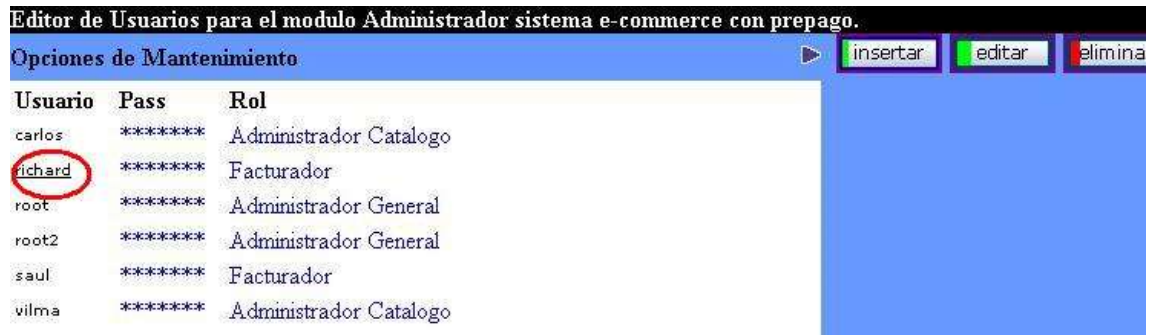 Editor de Usuarios para el modulo Administrador sistema e-commerce con prepago.
Opciones de Mantenimiento insertar editar elimina
Usuario Pass Rol
carlos ******* Administrador Catalogo
richard ******* Facturador
root ******* Administrador General
root2 ******* Administrador General
saul ******* Facturador
vilma ******* Administrador Catalogo